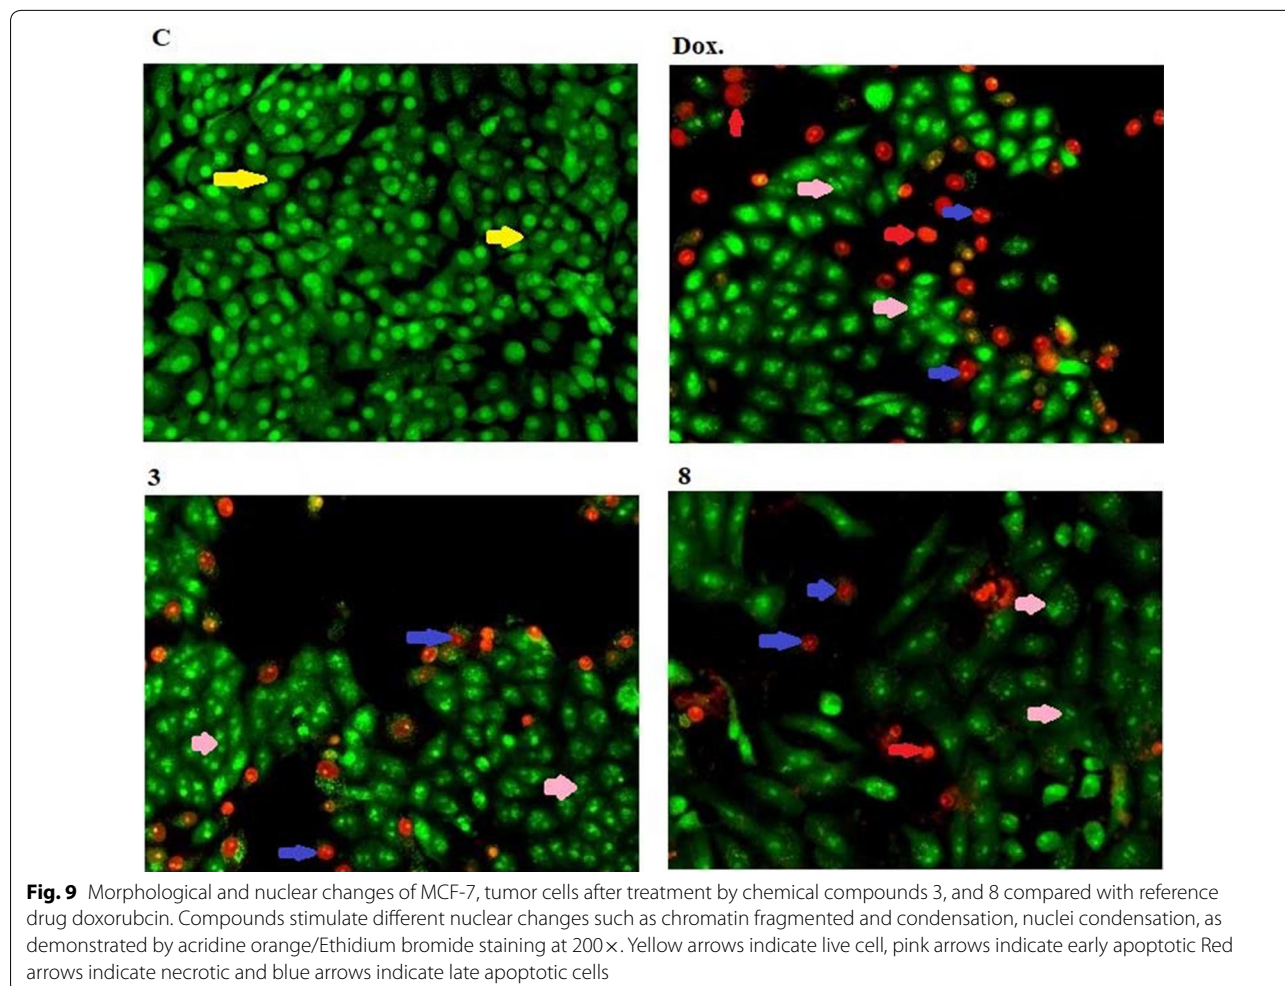 C
Dox.
3
8
Fig. 9 Morphological and nuclear changes of MCF-7, tumor cells after treatment by chemical compounds 3, and 8 compared with reference
drug doxorubcin. Compounds stimulate different nuclear changes such as chromatin fragmented and condensation, nuclei condensation, as
demonstrated by acridine orange/Ethidium bromide staining at 200×. Yellow arrows indicate live cell, pink arrows indicate early apoptotic Red
arrows indicate necrotic and blue arrows indicate late apoptotic cells